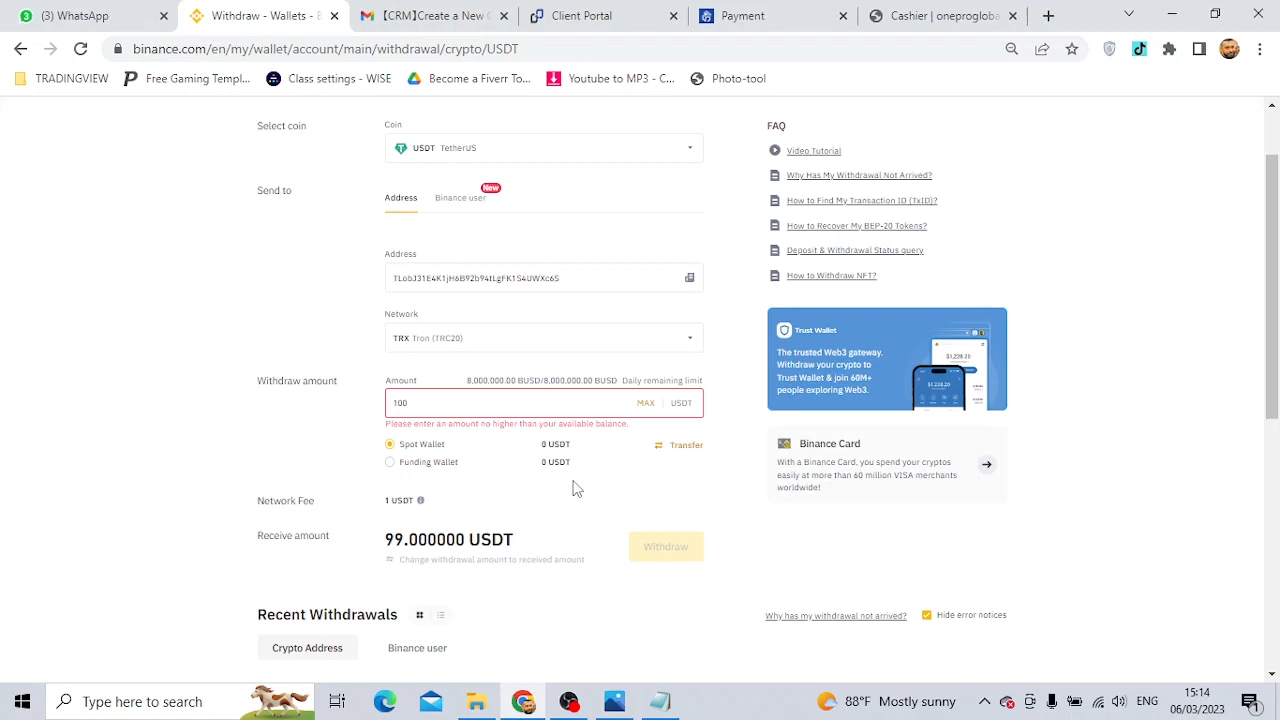 3
(3) WhatsApp
Withdraw - Wal
[CNW Journey] New C
Client Portal
Payment
Cashier | onepropgloba
binance.com/en/my/wallet/account/main/withdrawal/crypto/USDT
TRADINGVIEW
Free Gaming Templ...
Class settings - WISE
Become a Fiverr To...
Youtube to MP3 - C...
Photo-tool
Select coin
Coin
USDT TetherUS
Send to
Address
Binance user
New
Address
TLobJ31E4K1jH6B92b94tLgFK1S4UWXc6S
Network
TRX Tron (TRC20)
Withdraw amount
Amount
8,000,000.00 BUSD/8,000,000.00 BUSD Daily remaining limit
100
MAX
USDT
Please enter an amount no higher than your available balance.
Spot Wallet
0 USDT
Transfer
Funding Wallet
0 USDT
Network Fee
1 USDT
Receive amount
99.000000 USDT
Withdraw
Change withdrawal amount to received amount
FAQ
Video Tutorial
Why Has My Withdrawal Not Arrived?
How to Find My Transaction ID (TxID)?
How to Recover My BEP-20 Tokens?
Deposit & Withdrawal Status query
How to Withdraw NFT?
Trust Wallet
The trusted Web3 gateway.
Withdraw your crypto to
Trust Wallet & join 60M+
people exploring Web3.
$1,228.20
Binance Card
With a Binance Card, you spend your cryptos
easily at more than 60 million VISA merchants
worldwide!
Recent Withdrawals
Why has my withdrawal not arrived?
Hide error notices
Crypto Address
Binance user
Type here to search
88°F Mostly sunny
ENG
15:14
06/03/2023
1